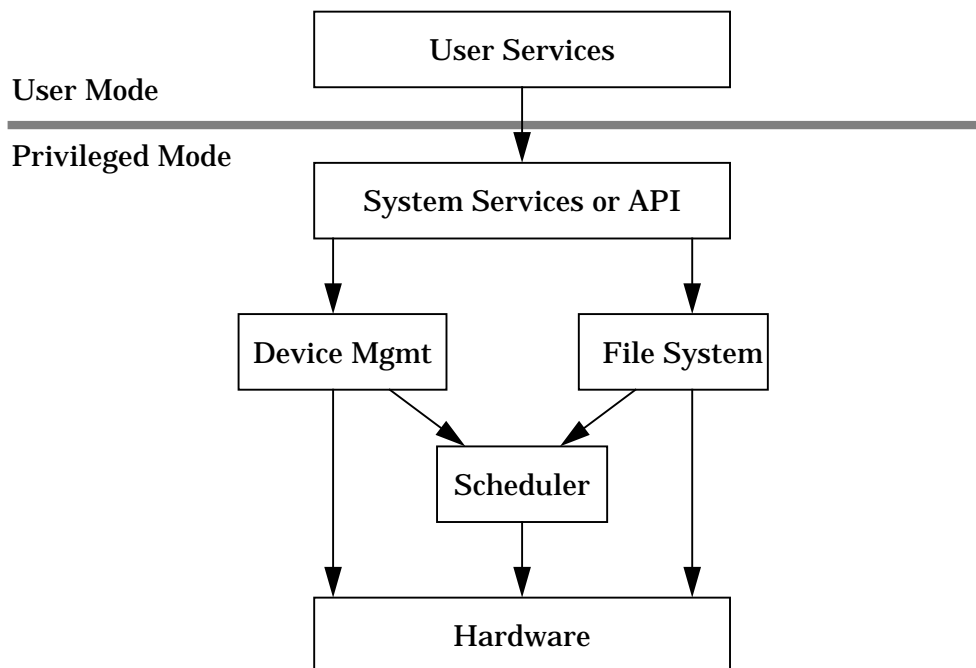 User Services
User Mode
Privileged Mode
System Services or API
Device Mgmt
File System
Scheduler
Hardware